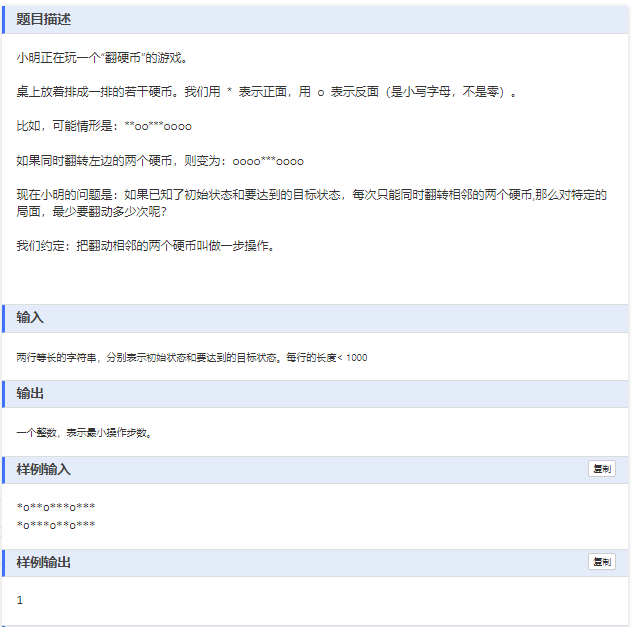 题目描述
小明正在玩一个“翻硬币”的游戏。
桌上放着排成一排的若干硬币。我们用 * 表示正面，用 o 表示反面（是小写字母，不是零）。
比如，可能情形是：**oo***oooo
如果同时翻转左边的两个硬币，则变为：oooo***oooo
现在小明的问题是：如果已知了初始状态和要达到的目标状态，每次只能同时翻转相邻的两个硬币,那么对特定的
局面，最少要翻动多少次呢？
我们约定：把翻动相邻的两个硬币叫做一步操作。
输入
两行等长的字符串，分别表示初始状态和要达到的目标状态。每行的长度< 1000
输出
一个整数，表示最小操作步数。
样例输入
复制
*o**o***o***
*o***o**o***
样例输出
复制
1